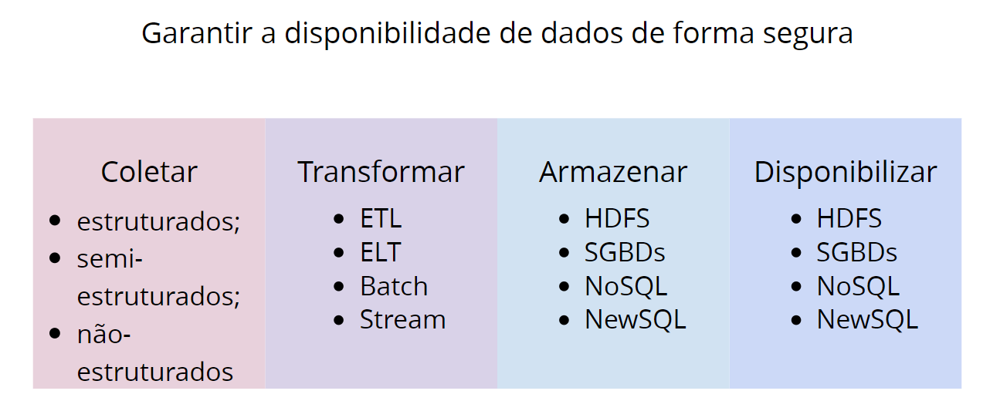 Garantir a disponibilidade de dados de forma segura
Coletar
• estruturados;
• semi-
estruturados;
• não-
estruturados
Transformar
• ETL
• ELT
• Batch
• Stream
Armazenar
• HDFS
• SGBDs
• NoSQL
• NewSQL
Disponibilizar
• HDFS
• SGBDs
• NoSQL
• NewSQL